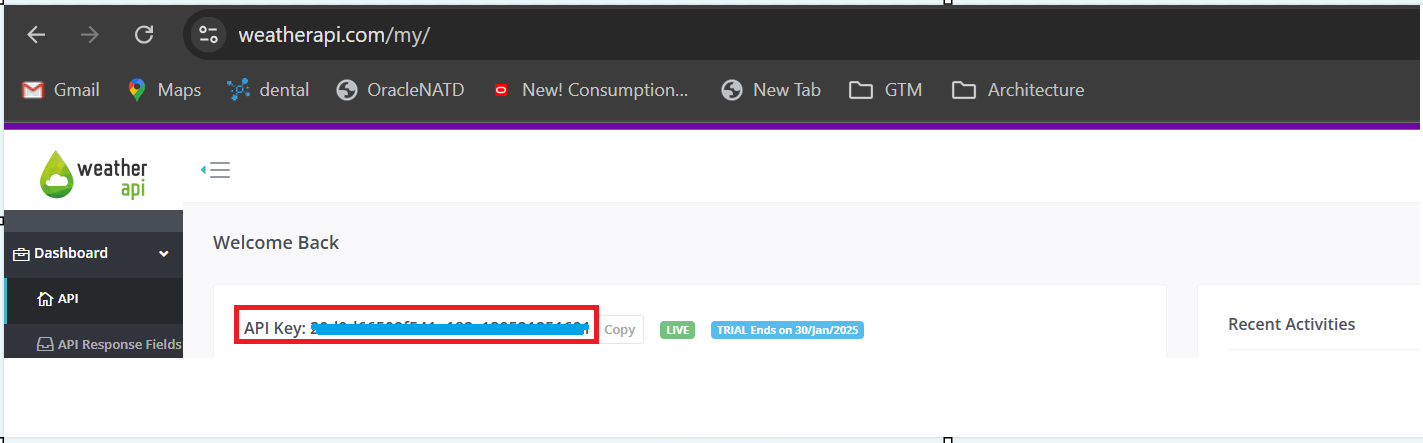 weatherapi.com/my/
Gmail Maps dental OracleNATD New! Consumption... New Tab GTM Architecture
weather
api
Welcome Back
Dashboard
API
API Key: Copy LIVE TRIAL Ends on 30/Jan/2025
Recent Activities
API Response Fields